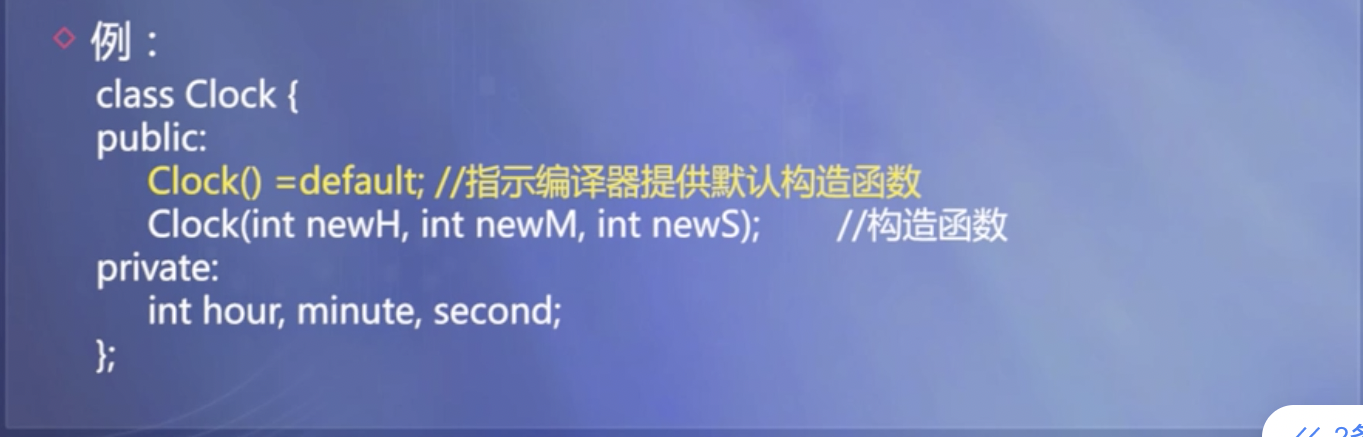 例：
class Clock {
public:
Clock() =default; //指示编译器提供默认构造函数
Clock(int newH, int newM, int newS); //构造函数
private:
int hour, minute, second;
};